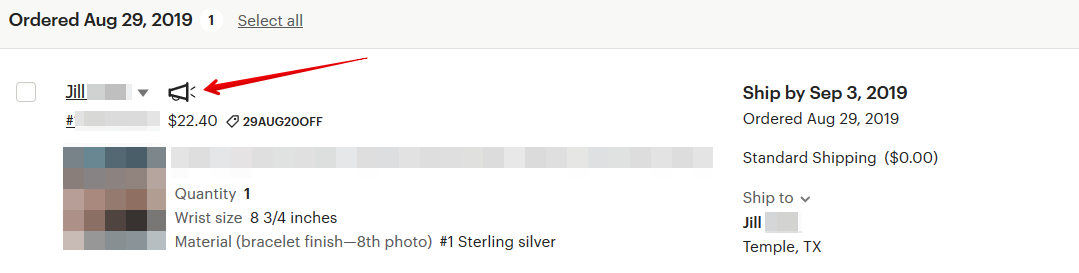 Ordered Aug 29, 2019 1 Select all
Jill
Ship by Sep 3, 2019
#
$22.40 29AUG20OFF
Ordered Aug 29, 2019
Standard Shipping ($0.00)
Quantity 1
Wrist size 8 3/4 inches
Material (bracelet finish—8th photo) #1 Sterling silver
Ship to
Jill
Temple, TX